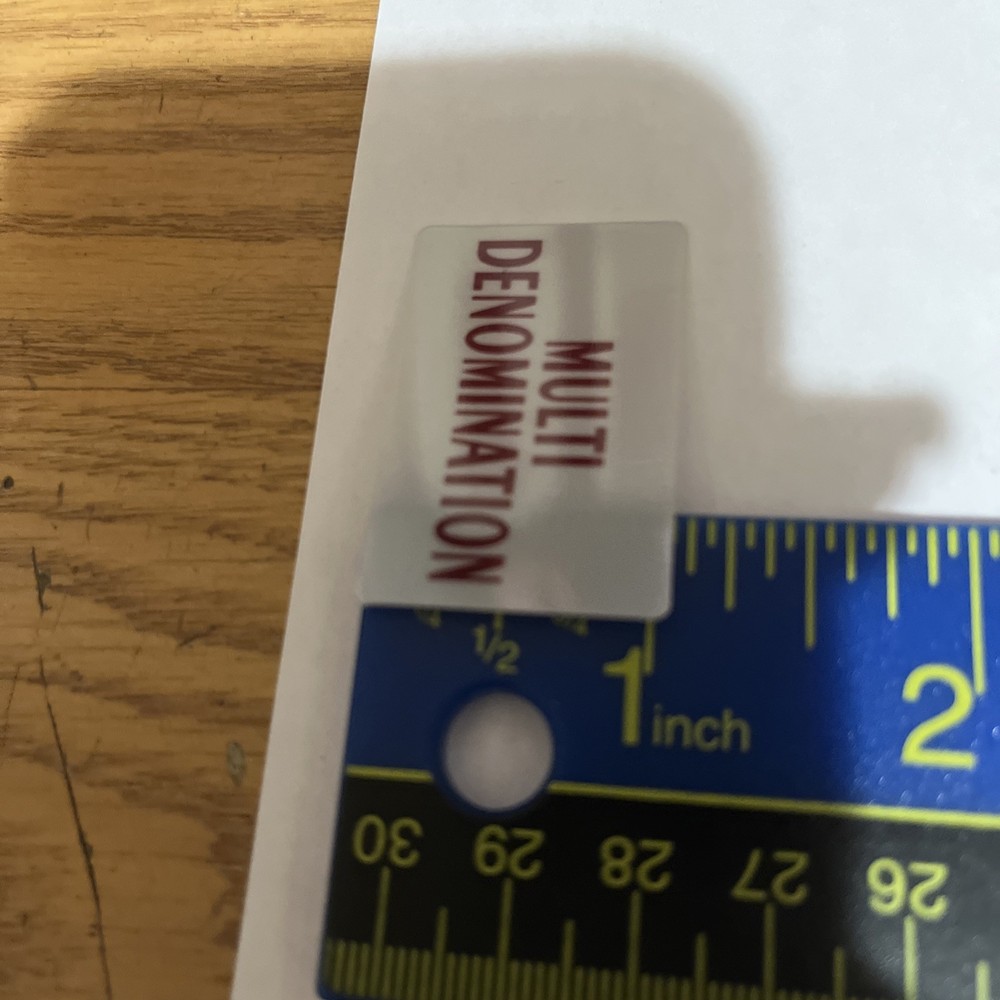 MULTI
DENOMINATION
1/2
1 inch
2
30 29 28 27 26